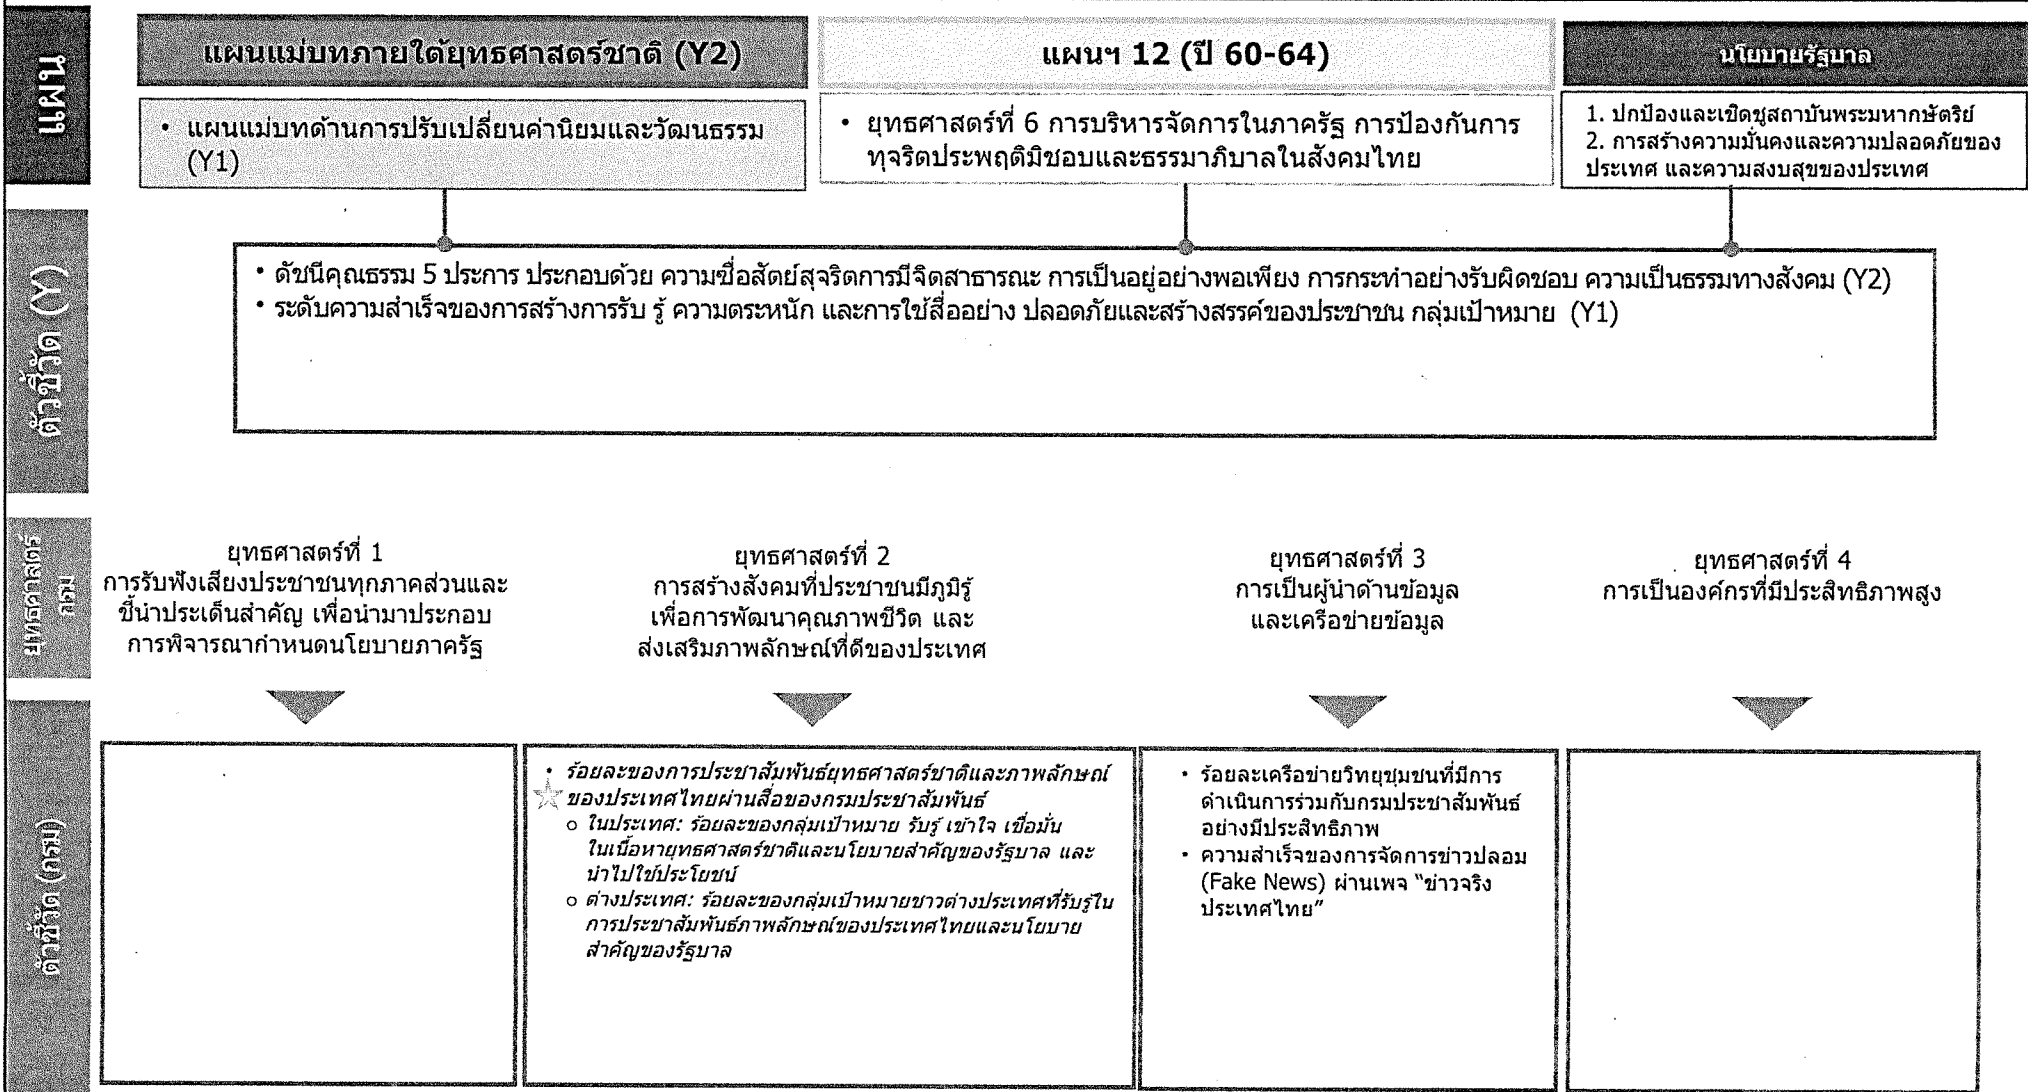 แผน
แผนแม่บทภายใต้ยุทธศาสตร์ชาติ (Y2)
แผนฯ 12 (ปี 60-64)
นโยบายรัฐบาล
• แผนแม่บทด้านการปรับเปลี่ยนค่านิยมและวัฒนธรรม
(Y1)
• ยุทธศาสตร์ที่ 6 การบริหารจัดการในภาครัฐ การป้องกันการ
ทุจริตประพฤติมิชอบและธรรมาภิบาลในสังคมไทย
1. ปกป้องและเชิดชูสถาบันพระมหากษัตริย์
2. การสร้างความมั่นคงและความปลอดภัยของ
ประเทศ และความสงบสุขของประเทศ
ตัวชี้วัด (Y)
• ดัชนีคุณธรรม 5 ประการ ประกอบด้วย ความซื่อสัตย์สุจริตการมีจิตสาธารณะ การเป็นอยู่อย่างพอเพียง การกระทำอย่างรับผิดชอบ ความเป็นธรรมทางสังคม (Y2)
• ระดับความสำเร็จของการสร้างการรับ รู้ ความตระหนัก และการใช้สื่ออย่าง ปลอดภัยและสร้างสรรค์ของประชาชน กลุ่มเป้าหมาย (Y1)
ยุทธศาสตร์
กรม
ยุทธศาสตร์ที่ 1
การรับฟังเสียงประชาชนทุกภาคส่วนและ
ชี้นำประเด็นสำคัญ เพื่อนำมาประกอบ
การพิจารณากำหนดนโยบายภาครัฐ
ยุทธศาสตร์ที่ 2
การสร้างสังคมที่ประชาชนมีภูมิรู้
เพื่อการพัฒนาคุณภาพชีวิต และ
ส่งเสริมภาพลักษณ์ที่ดีของประเทศ
ยุทธศาสตร์ที่ 3
การเป็นผู้นำด้านข้อมูล
และเครือข่ายข้อมูล
ยุทธศาสตร์ที่ 4
การเป็นองค์กรที่มีประสิทธิภาพสูง
ตัวชี้วัด (กรม)
• ร้อยละของการประชาสัมพันธ์ยุทธศาสตร์ชาติและภาพลักษณ์
ของประเทศไทยผ่านสื่อของกรมประชาสัมพันธ์
o ในประเทศ: ร้อยละของกลุ่มเป้าหมาย รับรู้ เข้าใจ เชื่อมั่น
ในเนื้อหายุทธศาสตร์ชาติและนโยบายสำคัญของรัฐบาล และ
นำไปใช้ประโยชน์
o ต่างประเทศ: ร้อยละของกลุ่มเป้าหมายชาวต่างประเทศที่รับรู้ใน
การประชาสัมพันธ์ภาพลักษณ์ของประเทศไทยและนโยบาย
สำคัญของรัฐบาล
• ร้อยละเครือข่ายวิทยุชุมชนที่มีการ
ดำเนินการร่วมกับกรมประชาสัมพันธ์
อย่างมีประสิทธิภาพ
• ความสำเร็จของการจัดการข่าวปลอม
(Fake News) ผ่านเพจ "ข่าวจริง
ประเทศไทย"